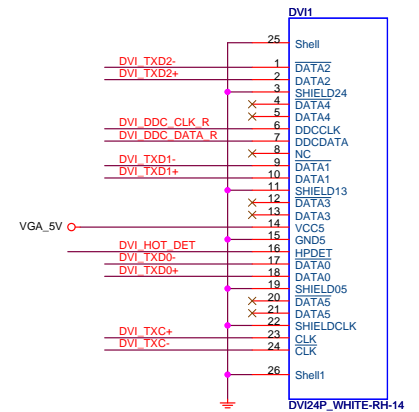 DVI1
25 Shell
DVI_TXD2- 1 DATA2
DVI_TXD2+ 2 DATA2
3 SHIELD24
4 DATA4
5 DATA4
DVI_DDC_CLK_R 6 DDCCLK
DVI_DDC_DATA_R 7 DDCDATA
8 NC
DVI_TXD1- 9 DATA1
DVI_TXD1+ 10 DATA1
11 SHIELD13
12 DATA3
13 DATA3
VGA_5V 14 VCC5
15 GND5
DVI_HOT_DET 16 HPDET
DVI_TXD0- 17 DATA0
DVI_TXD0+ 18 DATA0
19 SHIELD05
20 DATA5
21 DATA5
22 SHIELDCLK
DVI_TXC+ 23 CLK
DVI_TXC- 24 CLK
26 Shell1
DVI24P_WHITE-RH-14